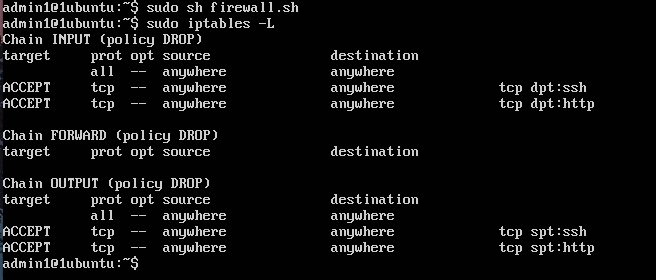 admin1@1ubuntu:~$ sudo sh firewall.sh
admin1@1ubuntu:~$ sudo iptables -L
Chain INPUT (policy DROP)
target     prot opt source               destination
           all  --  anywhere             anywhere
ACCEPT     tcp  --  anywhere             anywhere             tcp dpt:ssh
ACCEPT     tcp  --  anywhere             anywhere             tcp dpt:http

Chain FORWARD (policy DROP)
target     prot opt source               destination

Chain OUTPUT (policy DROP)
target     prot opt source               destination
           all  --  anywhere             anywhere
ACCEPT     tcp  --  anywhere             anywhere             tcp spt:ssh
ACCEPT     tcp  --  anywhere             anywhere             tcp spt:http
admin1@1ubuntu:~$